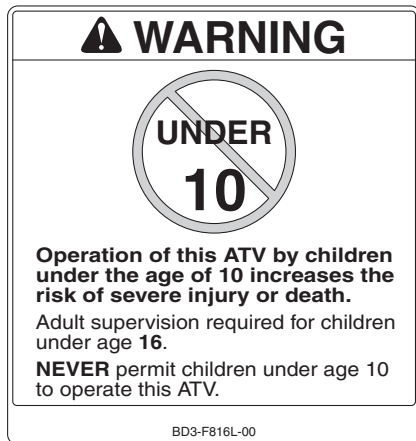 WARNING
UNDER
10
Operation of this ATV by children
under the age of 10 increases the
risk of severe injury or death.
Adult supervision required for children
under age 16.
NEVER permit children under age 10
to operate this ATV.
BD3-F816L-00